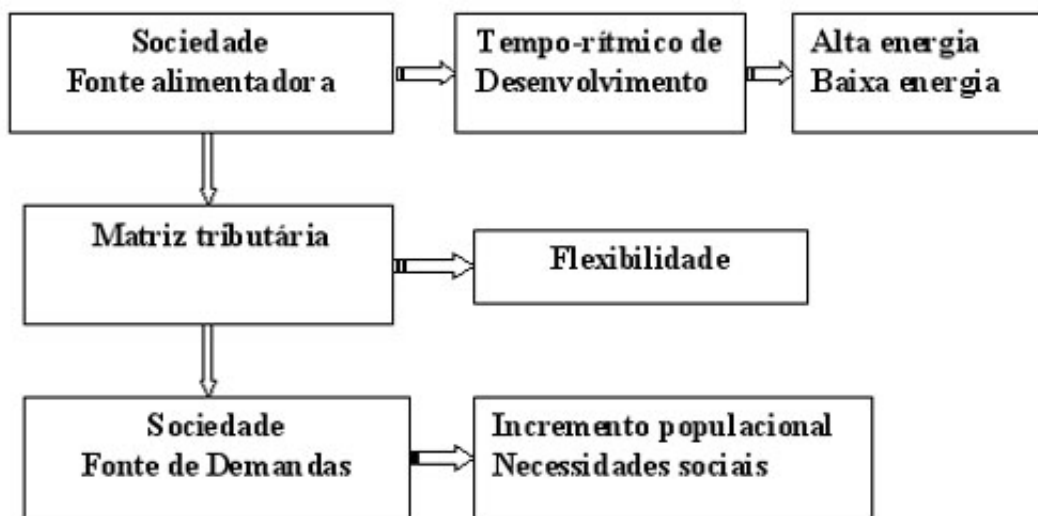 Sociedade
Fonte alimentadora
Tempo-rítmico de
Desenvolvimento
Alta energia
Baixa energia
Matriz tributária
Flexibilidade
Sociedade
Fonte de Demandas
Incremento populacional
Necessidades sociais